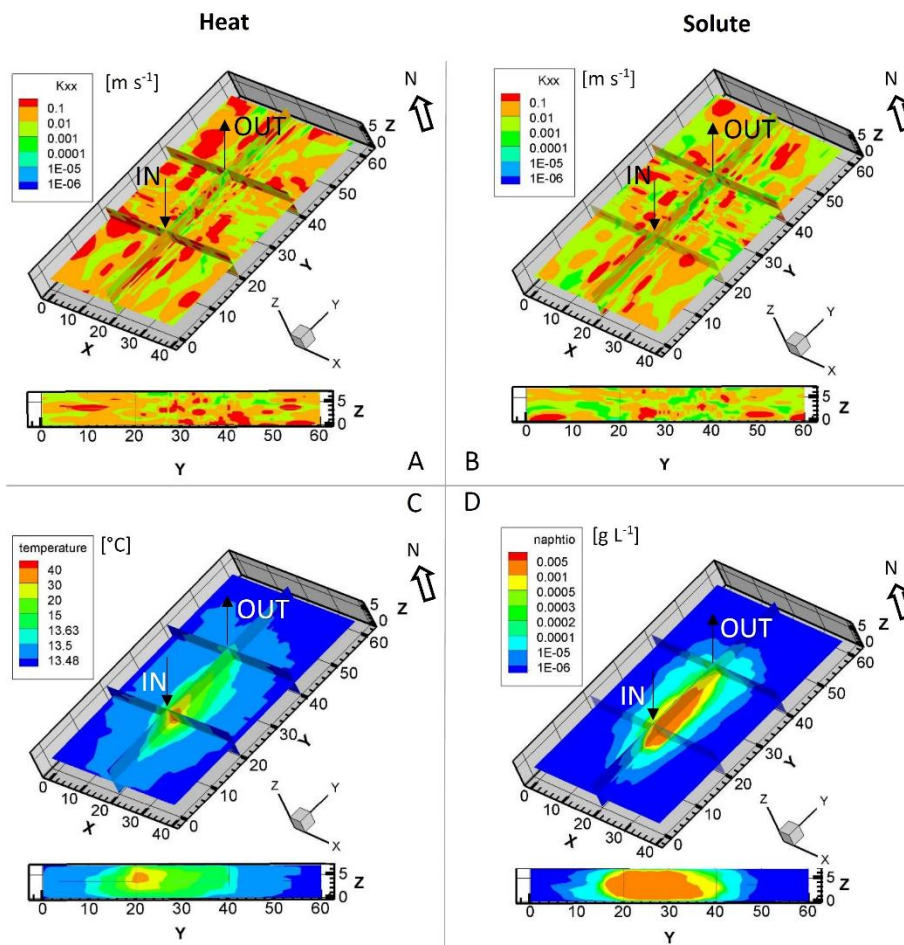 Heat
Solute
Kxx [m s⁻¹]
0.1
0.01
0.001
0.0001
1E-05
1E-06
IN
OUT
N
5 Z
0
60
50
40
30
Y
20
10
0
0 10 20 30 40
X
Z Y
X
5 Z
0
0 10 20 30 40 50 60
Y
A
Kxx [m s⁻¹]
0.1
0.01
0.001
0.0001
1E-05
1E-06
IN
OUT
N
5 Z
0
60
50
40
30
Y
20
10
0
0 10 20 30 40
X
Z Y
X
5 Z
0
0 10 20 30 40 50 60
Y
B
C
temperature [°C]
40
30
20
15
13.63
13.5
13.48
IN
OUT
N
5 Z
0
60
50
40
30
Y
20
10
0
0 10 20 30 40
X
Z Y
X
5 Z
0
0 10 20 30 40 50 60
Y
D
naphtio [g L⁻¹]
0.005
0.001
0.0005
0.0003
0.0002
0.0001
1E-05
1E-06
IN
OUT
N
5 Z
0
60
50
40
30
Y
20
10
0
0 10 20 30 40
X
Z Y
X
5 Z
0
0 10 20 30 40 50 60
Y